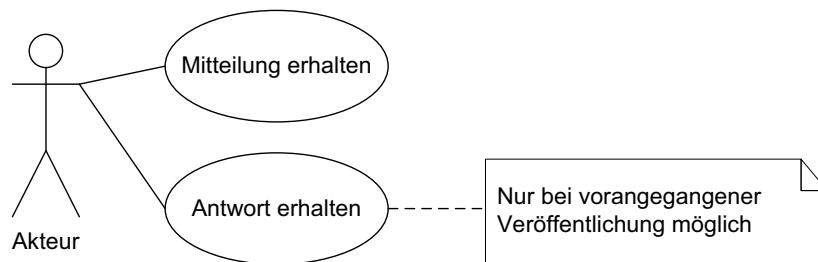 Mitteilung erhalten
Antwort erhalten
Nur bei vorangegangener
Veröffentlichung möglich
Akteur